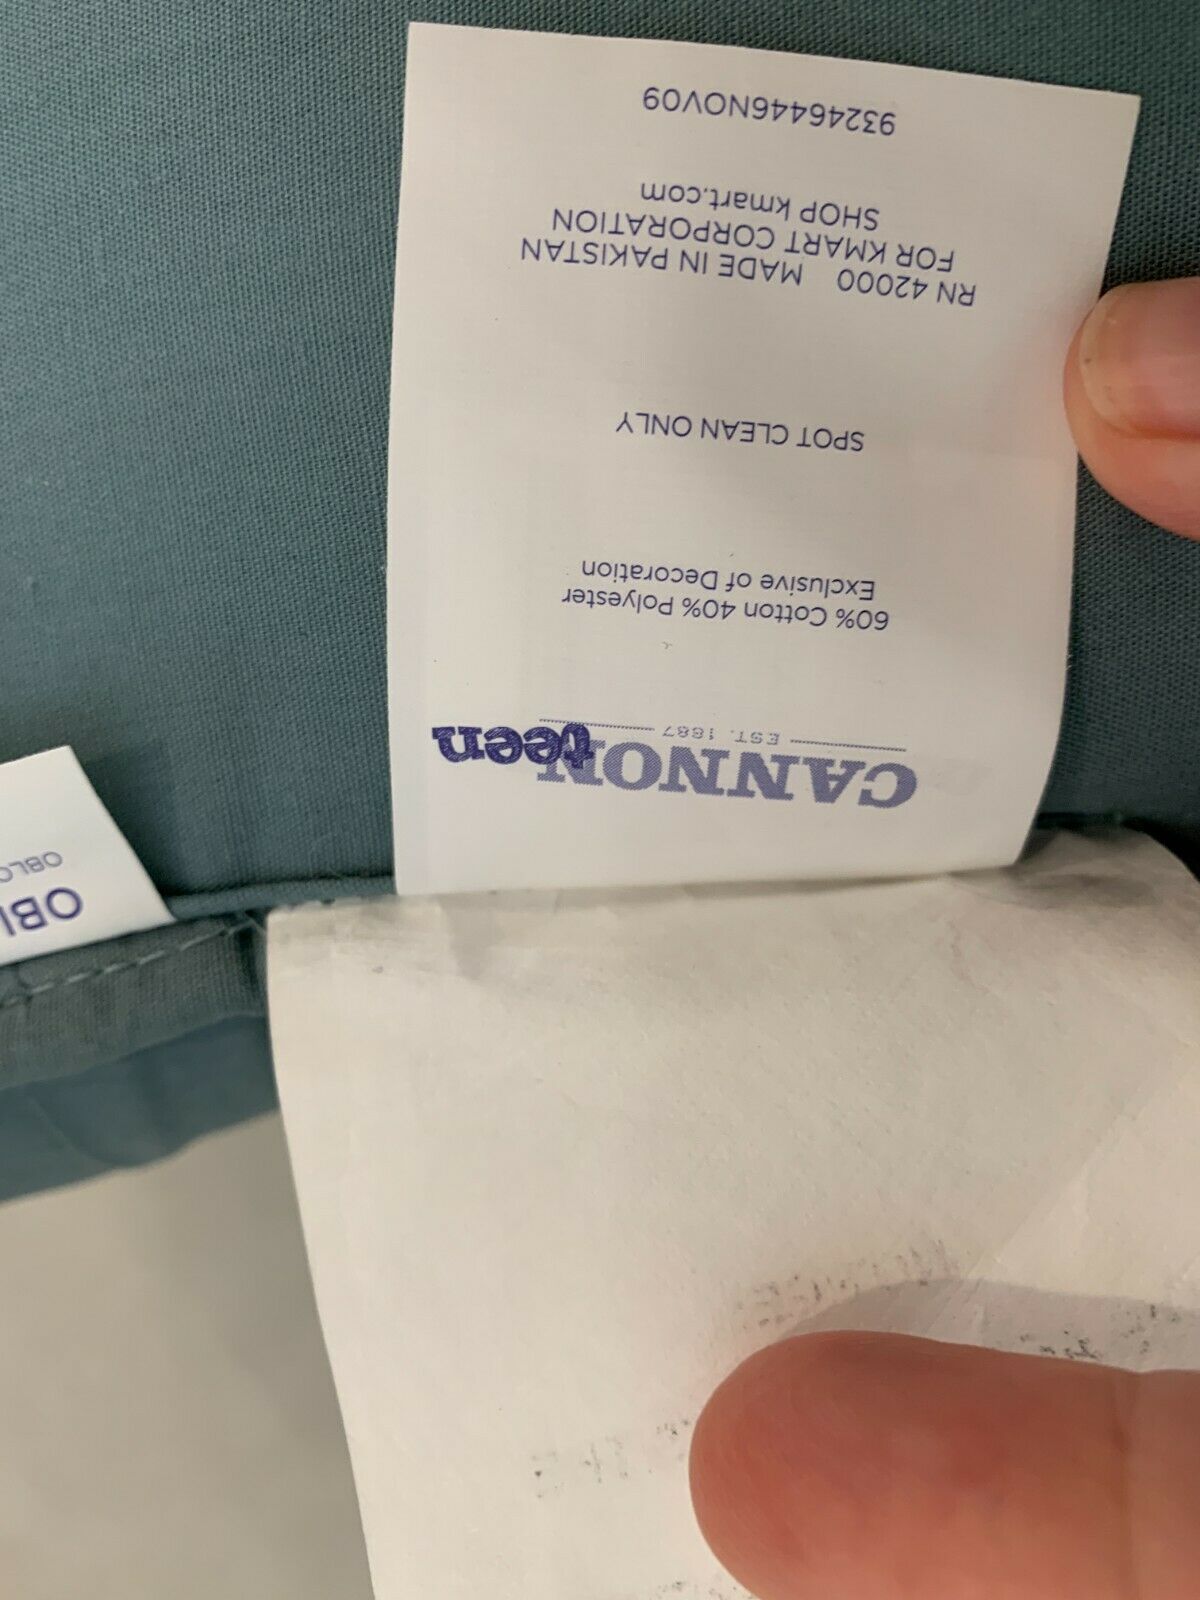 CANNON teen
EST. 1887
60% Cotton 40% Polyester
Exclusive of Decoration
SPOT CLEAN ONLY
RN 42000 MADE IN PAKISTAN
FOR KMART CORPORATION
SHOP kmart.com
93246446NOV09